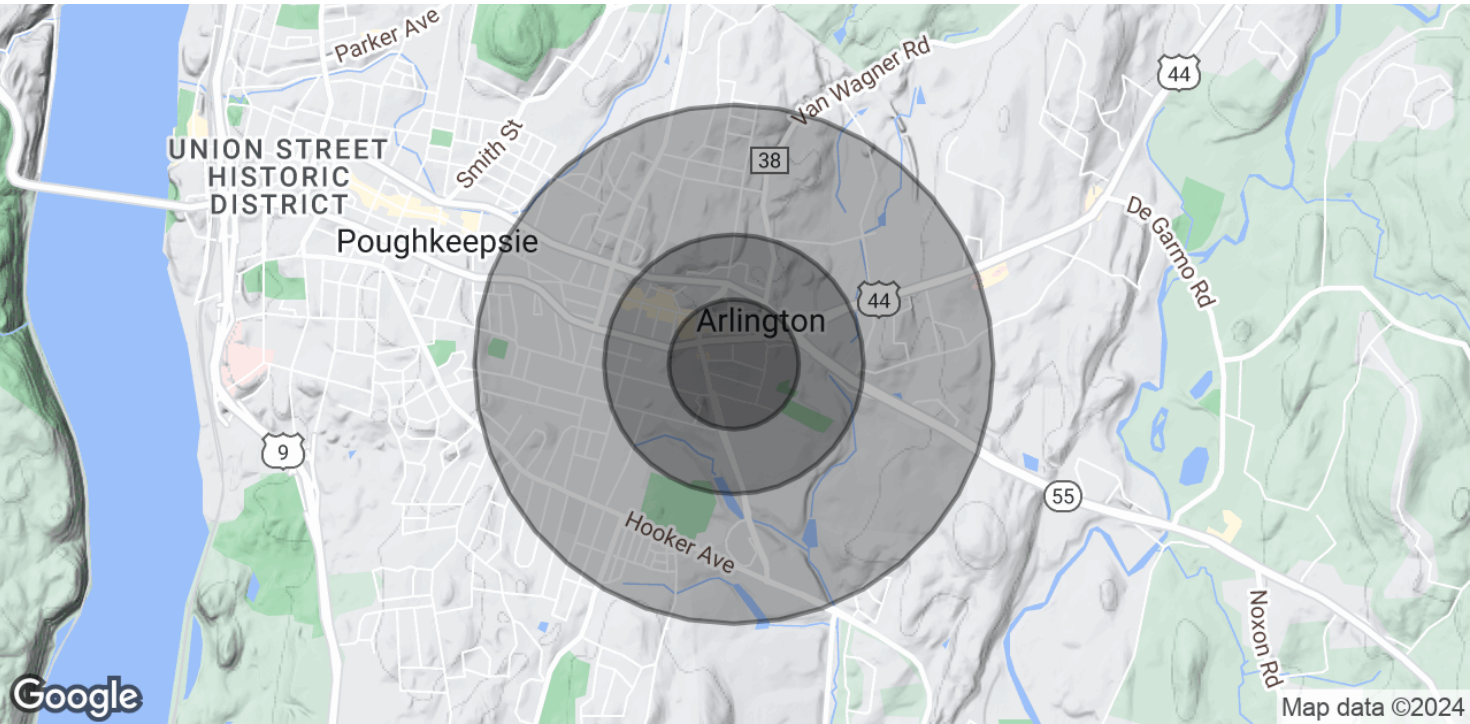 Parker Ave
Van Wagner Rd
44
Smith St
UNION STREET
HISTORIC
DISTRICT
38
De Garmo Rd
Poughkeepsie
44
Arlington
9
55
Hooker Ave
Noxon Rd
Google
Map data ©2024